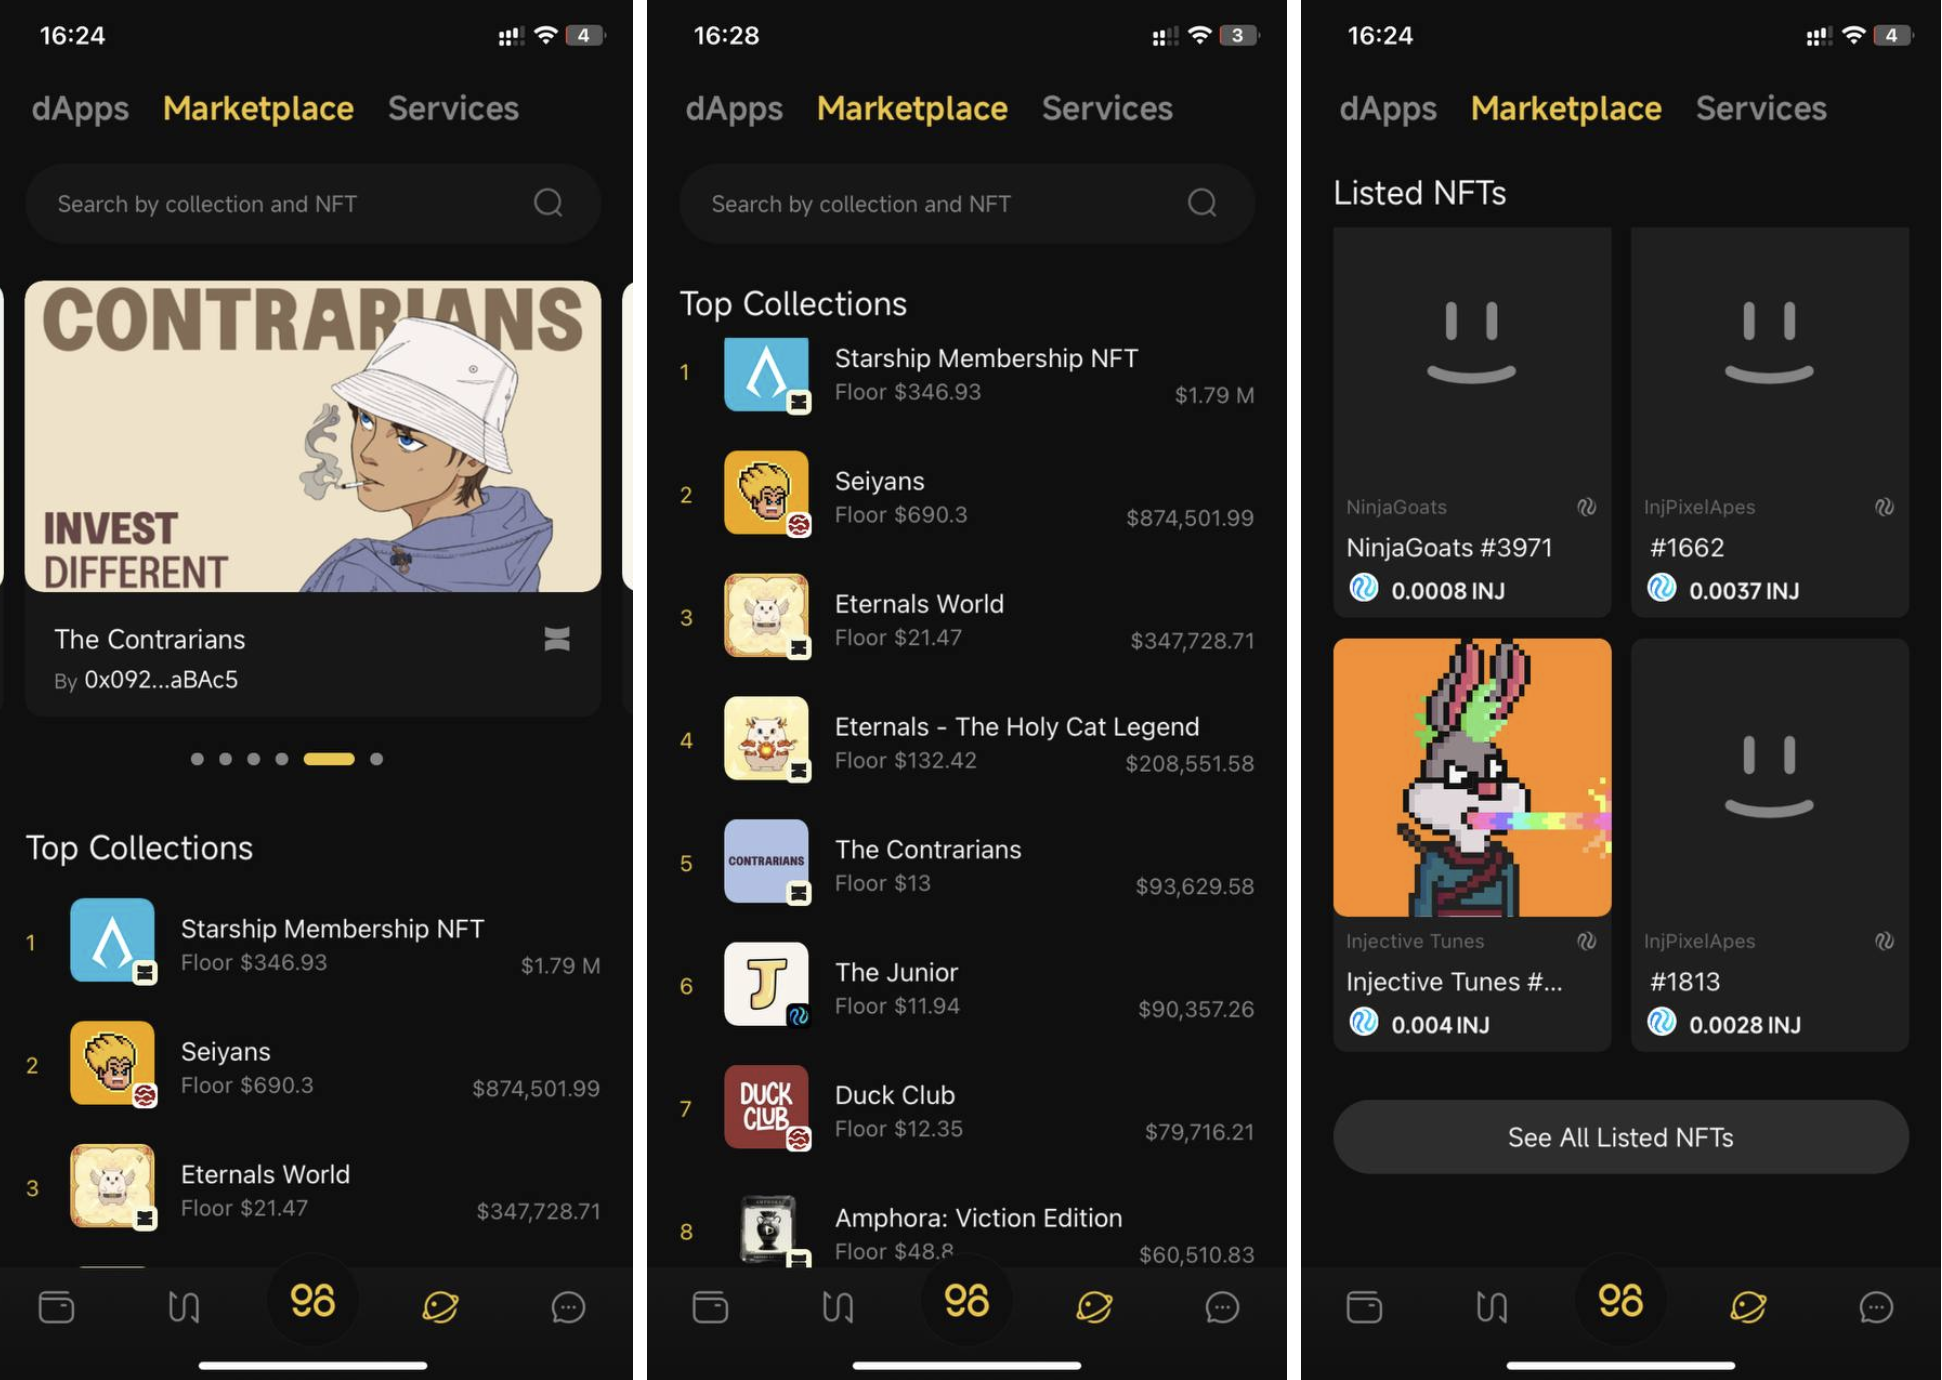 16:24
4
dApps Marketplace Services
Search by collection and NFT
CONTRARIANS
INVEST
DIFFERENT
The Contrarians
By 0x092...aBAc5
Top Collections
1
Starship Membership NFT
Floor $346.93
$1.79 M
2
Seiyans
Floor $690.3
$874,501.99
3
Eternals World
Floor $21.47
$347,728.71
96
16:28
3
dApps Marketplace Services
Search by collection and NFT
Top Collections
1
Starship Membership NFT
Floor $346.93
$1.79 M
2
Seiyans
Floor $690.3
$874,501.99
3
Eternals World
Floor $21.47
$347,728.71
4
Eternals - The Holy Cat Legend
Floor $132.42
$208,551.58
5
CONTRARIANS
The Contrarians
Floor $13
$93,629.58
6
J
The Junior
Floor $11.94
$90,357.26
7
DUCK
CLUB
Duck Club
Floor $12.35
$79,716.21
8
Amphora: Viction Edition
Floor $48.8
$60,510.83
96
16:24
4
dApps Marketplace Services
Listed NFTs
NinjaGoats
NinjaGoats #3971
0.0008 INJ
InjPixelApes
#1662
0.0037 INJ
Injective Tunes
Injective Tunes #...
0.004 INJ
InjPixelApes
#1813
0.0028 INJ
See All Listed NFTs
96